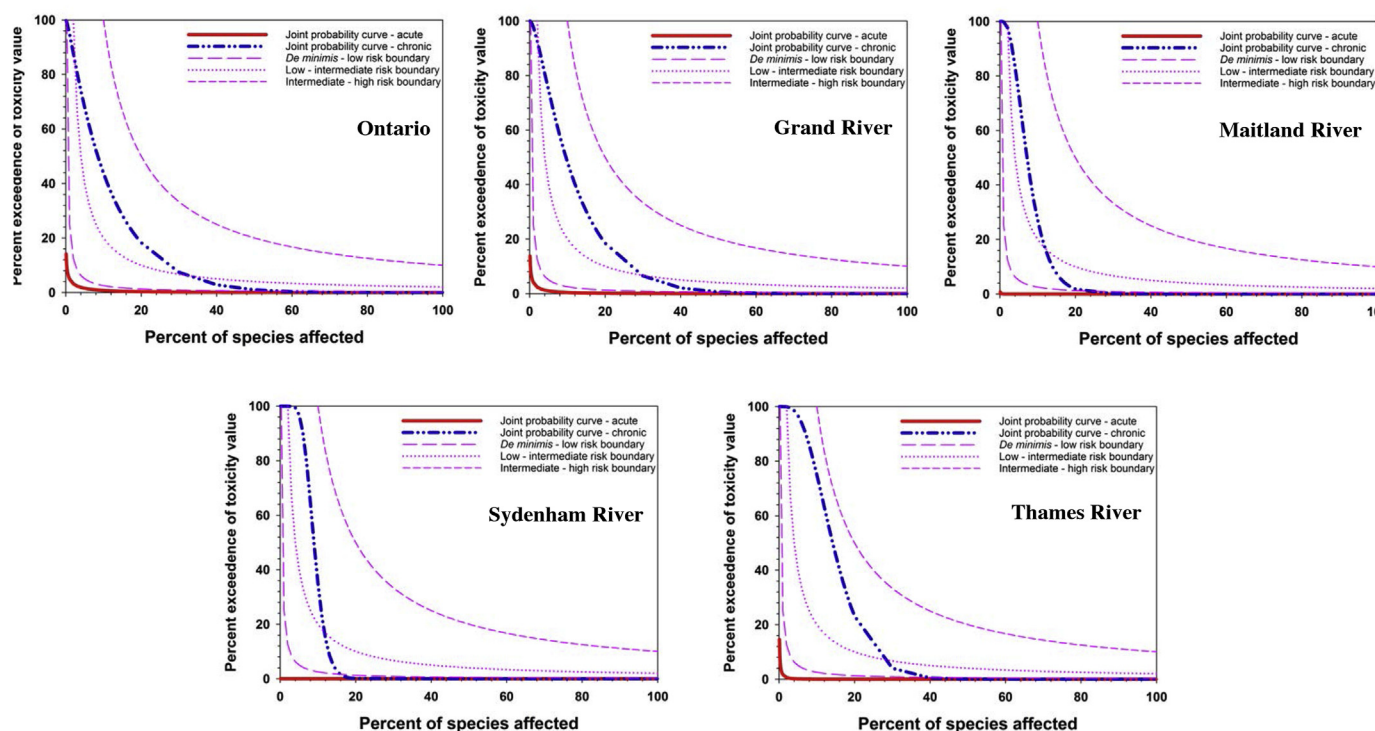 Percent exceedence of toxicity value
100
80
60
40
20
0
Joint probability curve - acute
Joint probability curve - chronic
De minimis - low risk boundary
Low - intermediate risk boundary
Intermediate - high risk boundary
Ontario
0 20 40 60 80 100
Percent of species affected
Percent exceedence of toxicity value
100
80
60
40
20
0
Joint probability curve - acute
Joint probability curve - chronic
De minimis - low risk boundary
Low - intermediate risk boundary
Intermediate - high risk boundary
Grand River
0 20 40 60 80 100
Percent of species affected
Percent exceedence of toxicity value
100
80
60
40
20
0
Joint probability curve - acute
Joint probability curve - chronic
De minimis - low risk boundary
Low - intermediate risk boundary
Intermediate - high risk boundary
Maitland River
0 20 40 60 80 100
Percent of species affected
Percent exceedence of toxicity value
100
80
60
40
20
0
Joint probability curve - acute
Joint probability curve - chronic
De minimis - low risk boundary
Low - intermediate risk boundary
Intermediate - high risk boundary
Sydenham River
0 20 40 60 80 100
Percent of species affected
Percent exceedence of toxicity value
100
80
60
40
20
0
Joint probability curve - acute
Joint probability curve - chronic
De minimis - low risk boundary
Low - intermediate risk boundary
Intermediate - high risk boundary
Thames River
0 20 40 60 80 100
Percent of species affected